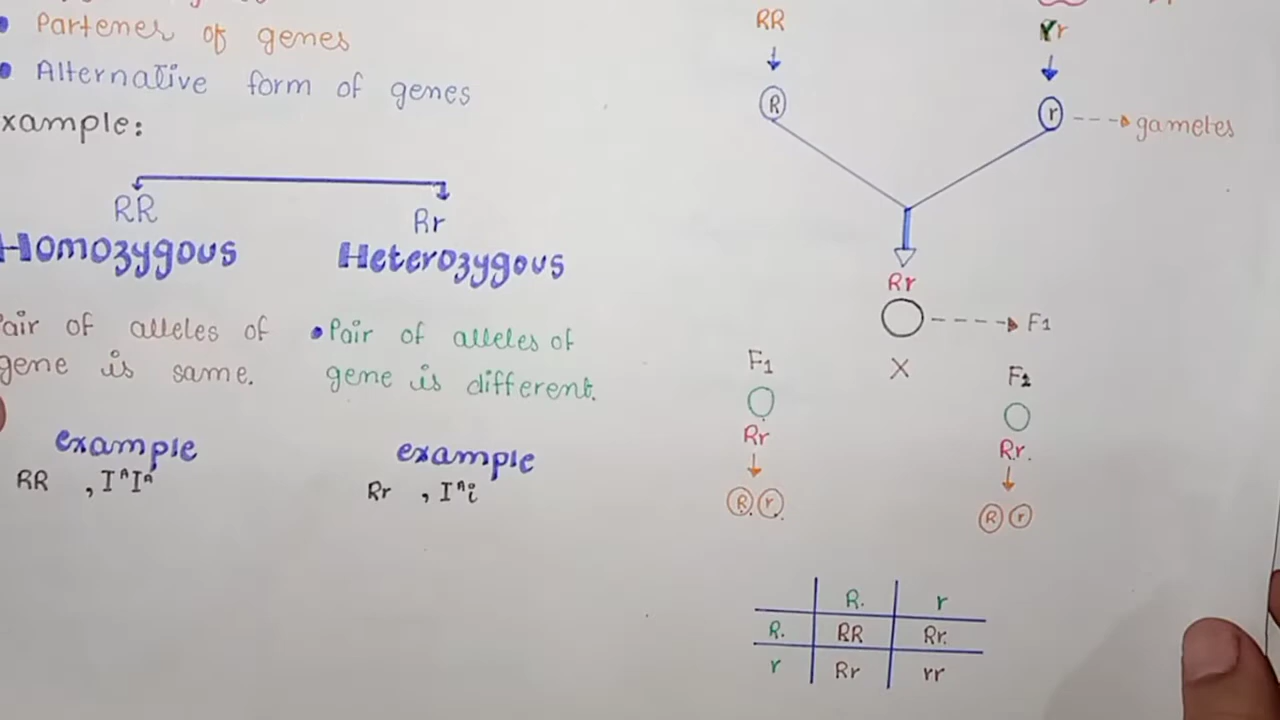 Partener of genes
Alternative form of genes
xample:
RR
Rr
Homozygous
Heterozygous
Pair of alleles of
gene is same.
Pair of alleles of
gene is different.
example
RR , IᴬIᴬ
example
Rr , Iᴬi
RR
rr
R
r
gametes
Rr
F1
X
F1
Rr
R r
F2
Rr.
R r
R. r
R. RR Rr.
r Rr rr